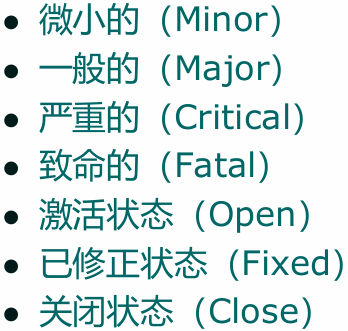 • 微小的（Minor）
• 一般的（Major）
• 严重的（Critical）
• 致命的（Fatal）
• 激活状态（Open）
• 已修正状态（Fixed）
• 关闭状态（Close）